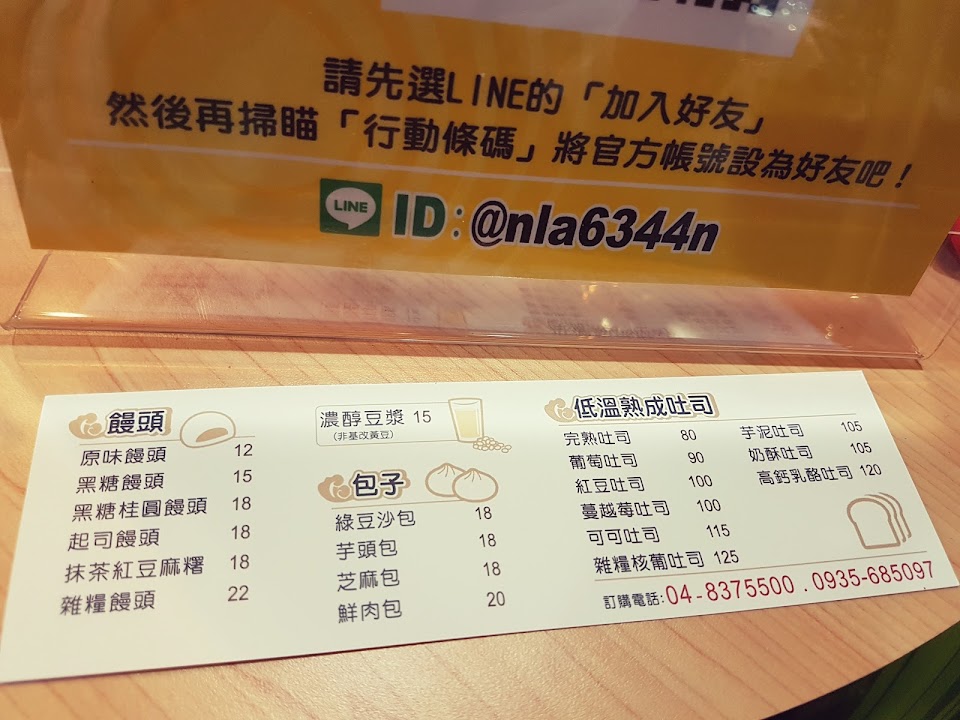 請先選LINE的「加入好友」
然後再掃瞄「行動條碼」將官方帳號設為好友吧！
LINE ID:@nla6344n
饅頭
原味饅頭 12
黑糖饅頭 15
黑糖桂圓饅頭 18
起司饅頭 18
抹茶紅豆麻糬 18
雜糧饅頭 22
濃醇豆漿 15
(非基改黃豆)
包子
綠豆沙包 18
芋頭包 18
芝麻包 18
鮮肉包 20
低溫熟成吐司
完熟吐司 80
葡萄吐司 90
紅豆吐司 100
蔓越莓吐司 100
可可吐司 115
雜糧核葡吐司 125
芋泥吐司 105
奶酥吐司 105
高鈣乳酪吐司 120
訂購電話:04-8375500 . 0935-685097